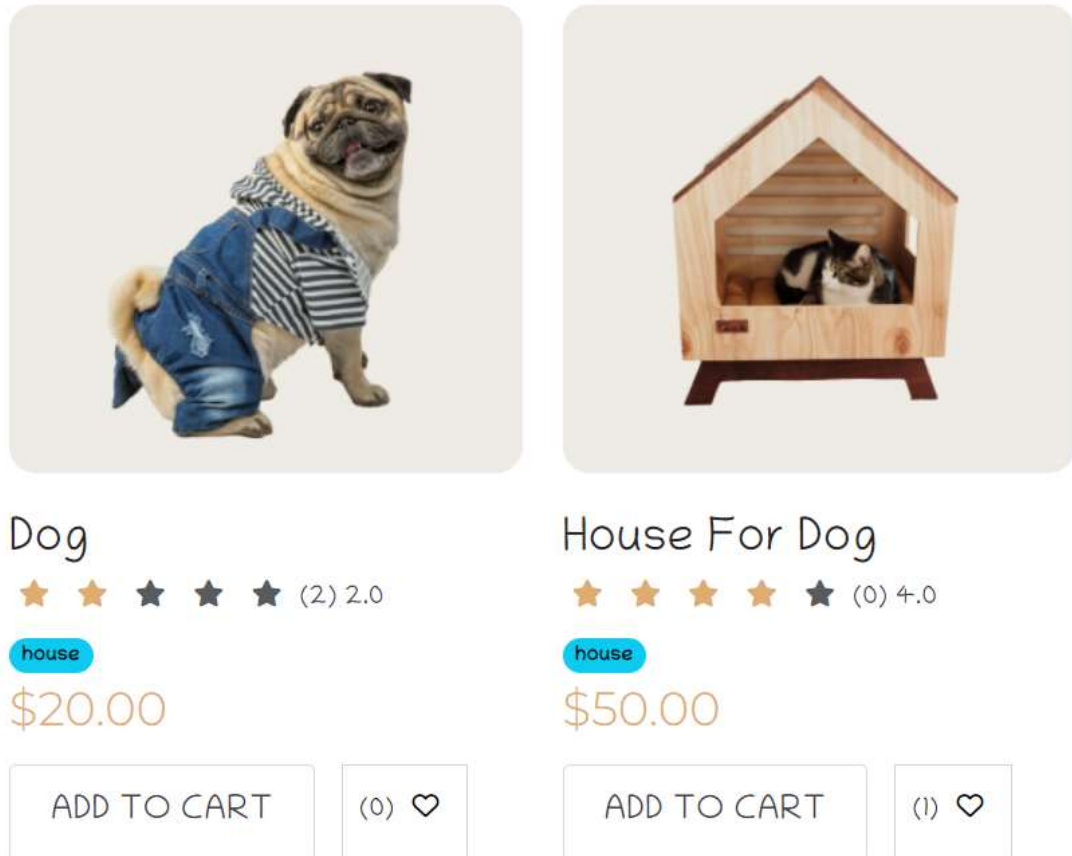 Dog
(2) 2.0
house
$20.00
ADD TO CART
(0)
House For Dog
(0) 4.0
house
$50.00
ADD TO CART
(1)